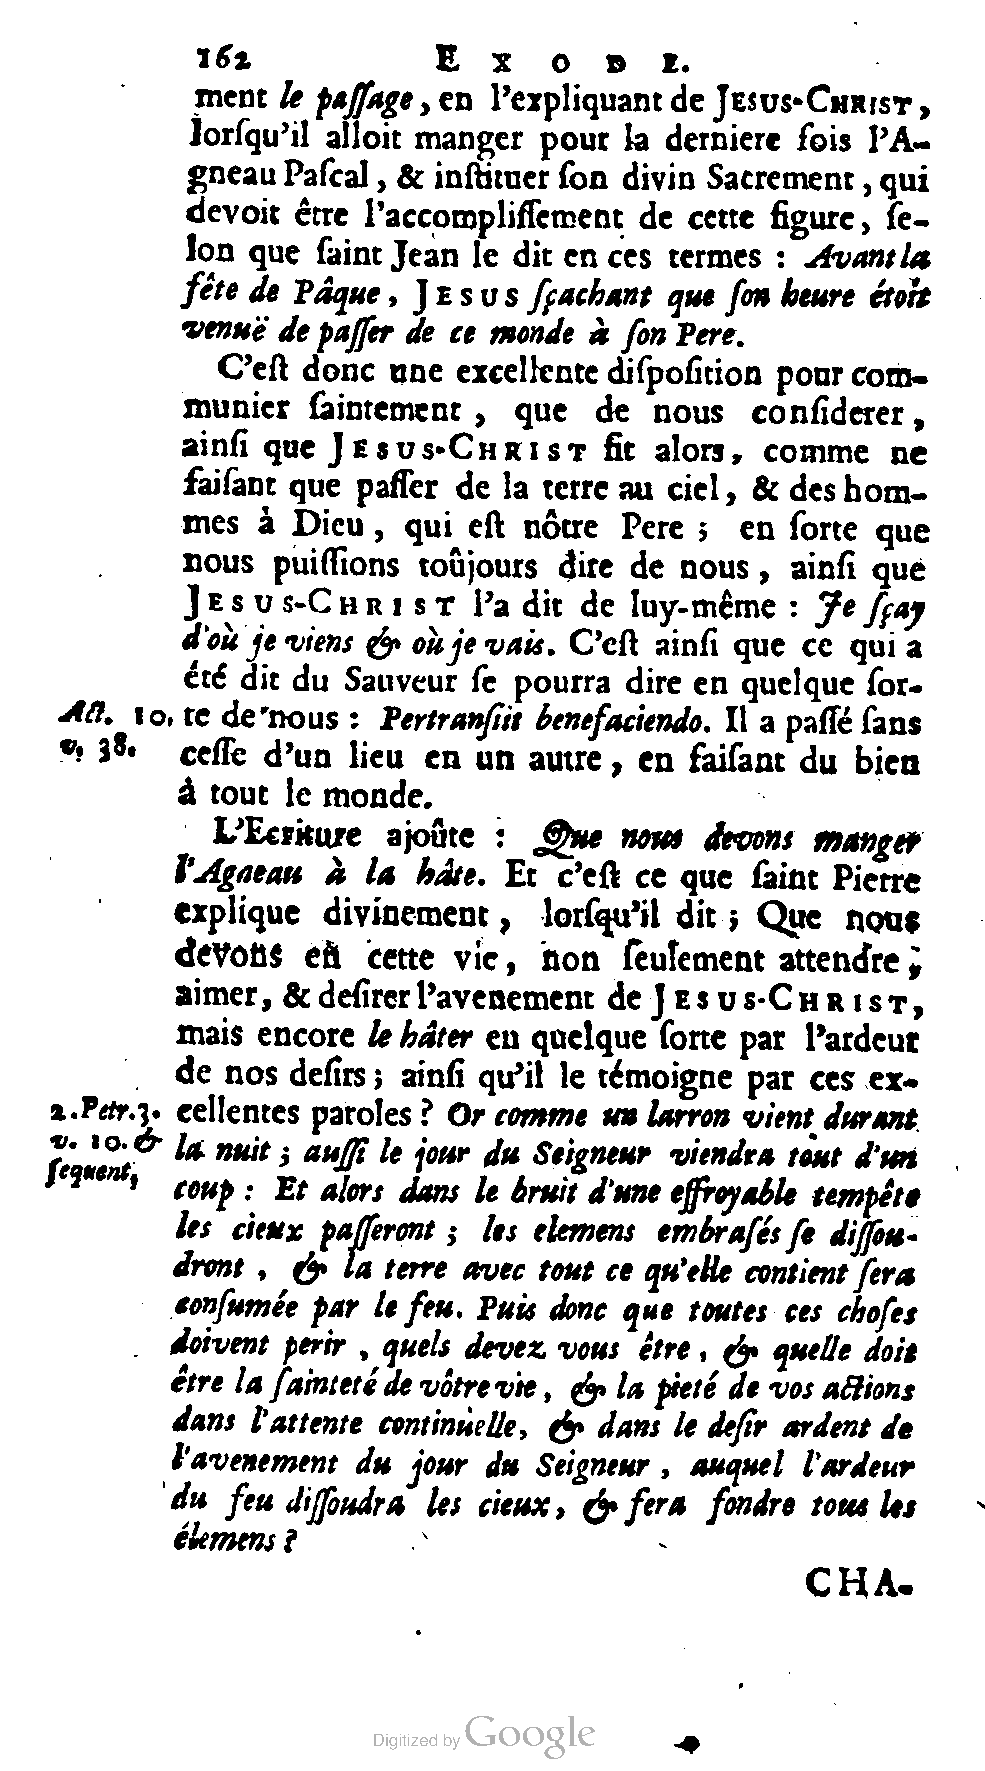 162 EXODE.
ment le paſſage, en l'expliquant de JESUS-CHRIST,
lorſqu'il alloit manger pour la derniere fois l'A-
gneau Paſcal, & inſtituer ſon divin Sacrement, qui
devoit être l'accompliſſement de cette figure, ſe-
lon que ſaint Jean le dit en ces termes : Avant la
fête de Pâque, JESUS ſçachant que ſon heure étoit
venuë de paſſer de ce monde à ſon Pere.
C'eſt donc une excellente diſpoſition pour com-
munier ſaintement, que de nous conſiderer,
ainſi que JESUS-CHRIST fit alors, comme ne
faiſant que paſſer de la terre au ciel, & des hom-
mes à Dieu, qui eſt nôtre Pere ; en ſorte que
nous puiſſions toûjours dire de nous, ainſi que
JESUS-CHRIST l'a dit de luy-même : Je ſçay
d'où je viens & où je vais. C'eſt ainſi que ce qui a
été dit du Sauveur ſe pourra dire en quelque ſor-
Act. 10. te de nous : Pertranſiit benefaciendo. Il a paſſé ſans
v. 38. ceſſe d'un lieu en un autre, en faiſant du bien
à tout le monde.
L'Ecriture ajoûte : Que nous devons manger
l'Agneau à la hâte. Et c'eſt ce que ſaint Pierre
explique divinement, lorſqu'il dit ; Que nous
devons en cette vie, non ſeulement attendre,
aimer, & deſirer l'avenement de JESUS-CHRIST,
mais encore le hâter en quelque ſorte par l'ardeur
de nos deſirs ; ainſi qu'il le témoigne par ces ex-
2.Petr.3. cellentes paroles ? Or comme un larron vient durant
v. 10. & la nuit ; auſſi le jour du Seigneur viendra tout d'un
ſequent, coup : Et alors dans le bruit d'une effroyable tempête
les cieux paſſeront ; les elemens embraſés ſe diſſou-
dront, & la terre avec tout ce qu'elle contient ſera
conſumée par le feu. Puis donc que toutes ces choſes
doivent perir, quels devez vous être, & quelle doit
être la ſainteté de vôtre vie, & la pieté de vos actions
dans l'attente continuelle, & dans le deſir ardent de
l'avenement du jour du Seigneur, auquel l'ardeur
du feu diſſoudra les cieux, & fera fondre tous les
élemens ?
CHA-
Digitized by Google